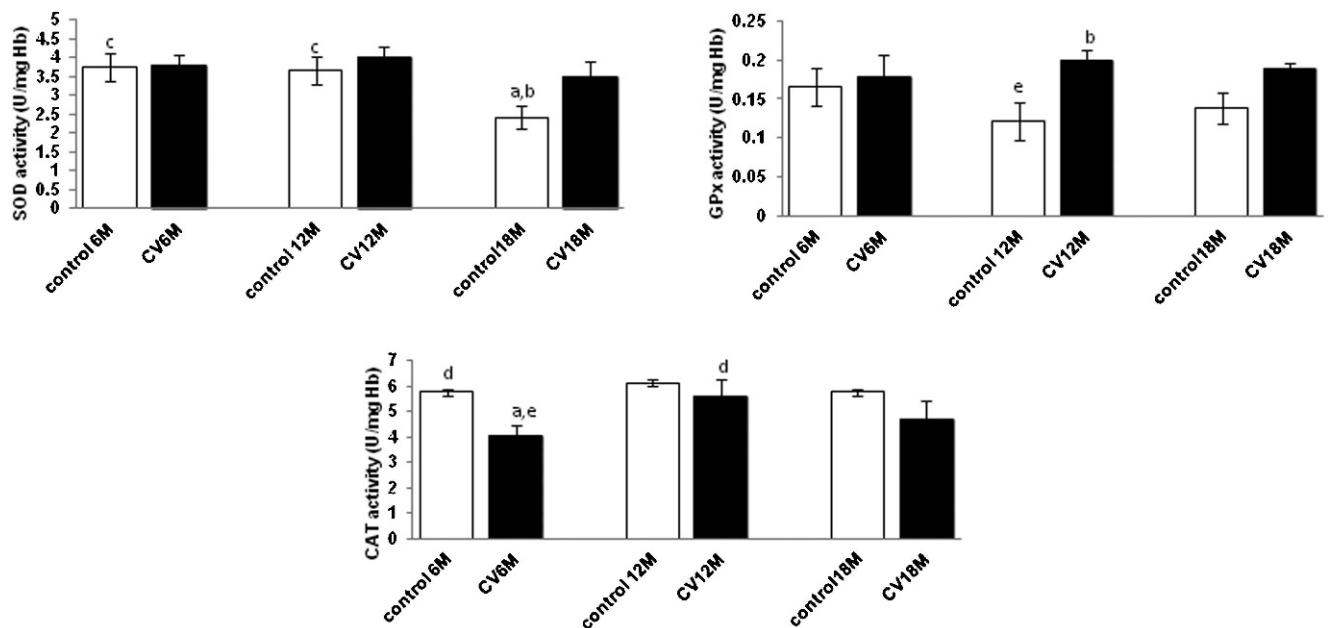 SOD activity (U/mg Hb)
5
4.5
4
3.5
3
2.5
2
1.5
1
0.5
0
c
c
a,b
control 6M
CV6M
control 12M
CV12M
control18M
CV18M
GPx activity (U/mg Hb)
0.25
0.2
0.15
0.1
0.05
0
e
b
control 6M
CV6M
control 12M
CV12M
control18M
CV18M
CAT activity (U/mg Hb)
7
6
5
4
3
2
1
0
d
a,e
d
control 6M
CV6M
control 12M
CV12M
control18M
CV18M